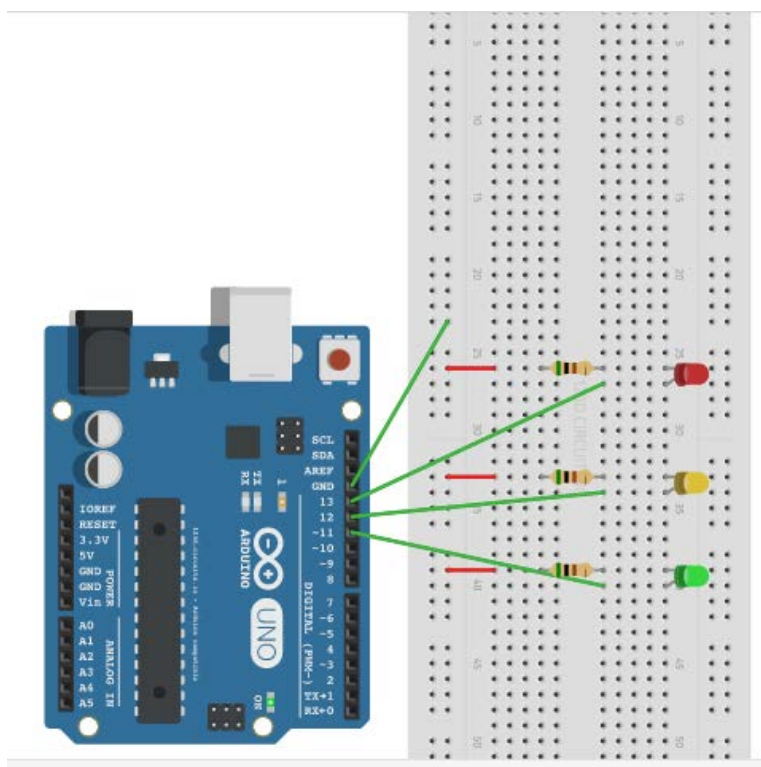 5
5
10
10
15
15
20
20
25
25
30
30
35
35
40
45
45
50
50
SCL
SDA
AREF
GND
13
12
~11
~10
~9
8
7
~6
~5
4
~3
2
TX→1
RX←0
DIGITAL (PWM~)
IOREF
RESET
3.3V
5V
GND
GND
Vin
POWER
A0
A1
A2
A3
A4
A5
ANALOG IN
RX
TX
1
ARDUINO
UNO
ON